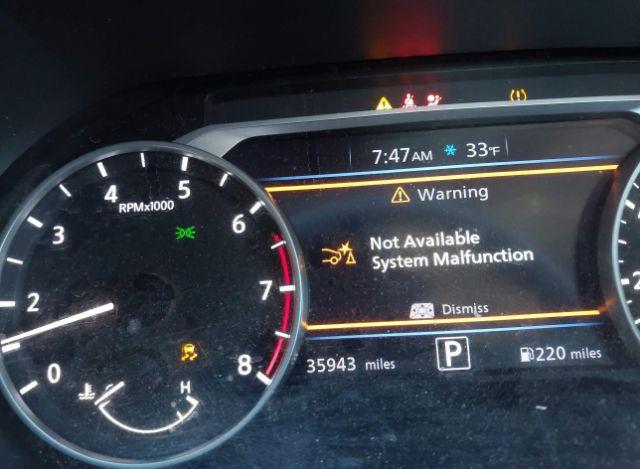 7:47AM 33°F
Warning
Not Available
System Malfunction
Dismiss
35943 miles P 220 miles
RPMx1000
0
2
3
4
5
6
7
8
H